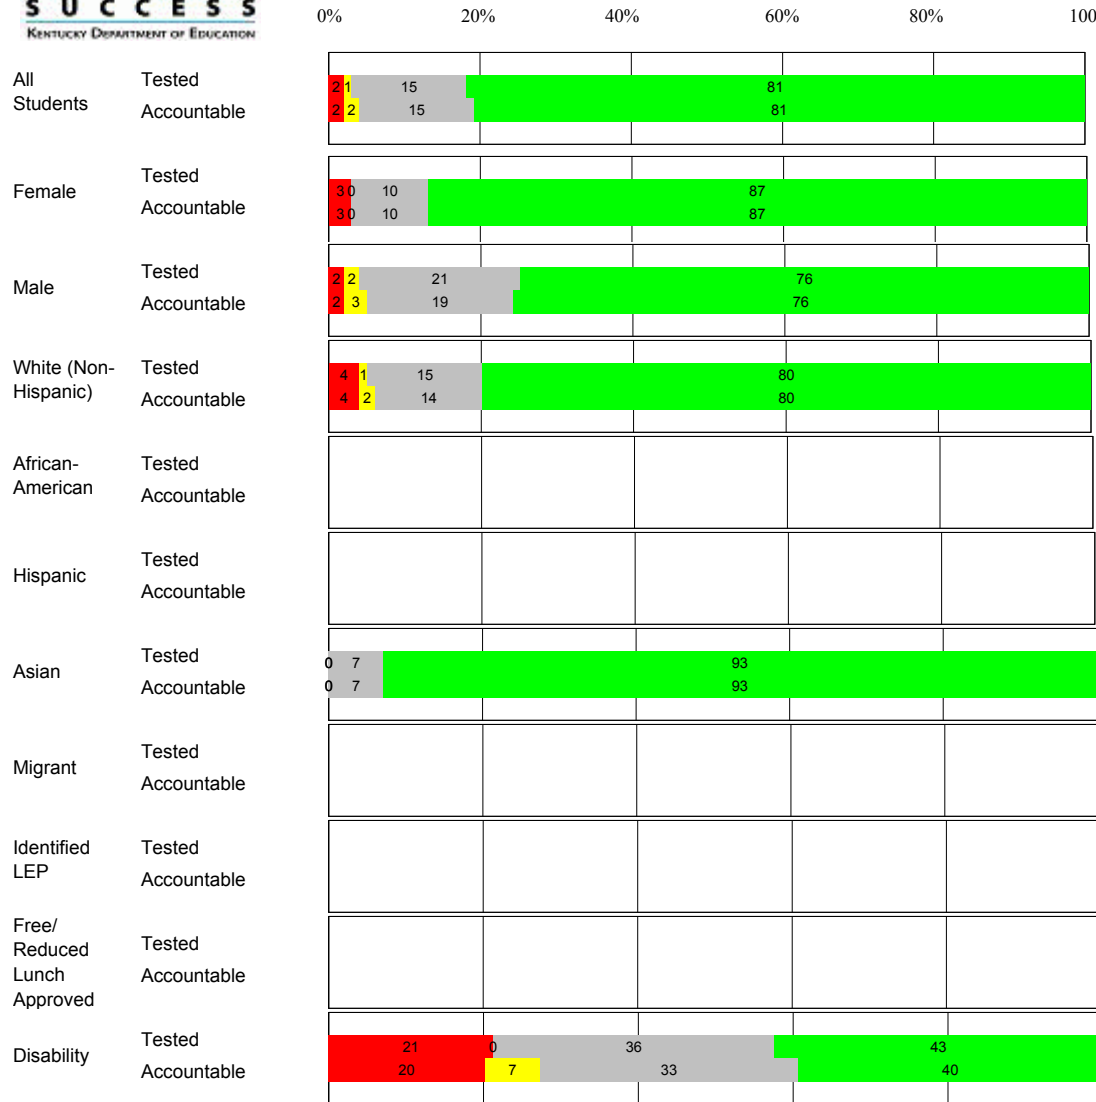 SUCCESS
KENTUCKY DEPARTMENT OF EDUCATION
0% 20% 40% 60% 80% 100
All Students
Tested 2 1 15 81
Accountable 2 2 15 81
Female
Tested 3 0 10 87
Accountable 3 0 10 87
Male
Tested 2 2 21 76
Accountable 2 3 19 76
White (Non-
Hispanic)
Tested 4 1 15 80
Accountable 4 2 14 80
African-
American
Tested
Accountable
Hispanic
Tested
Accountable
Asian
Tested 0 7 93
Accountable 0 7 93
Migrant
Tested
Accountable
Identified
LEP
Tested
Accountable
Free/
Reduced
Lunch
Approved
Tested
Accountable
Disability
Tested 21 0 36 43
Accountable 20 7 33 40